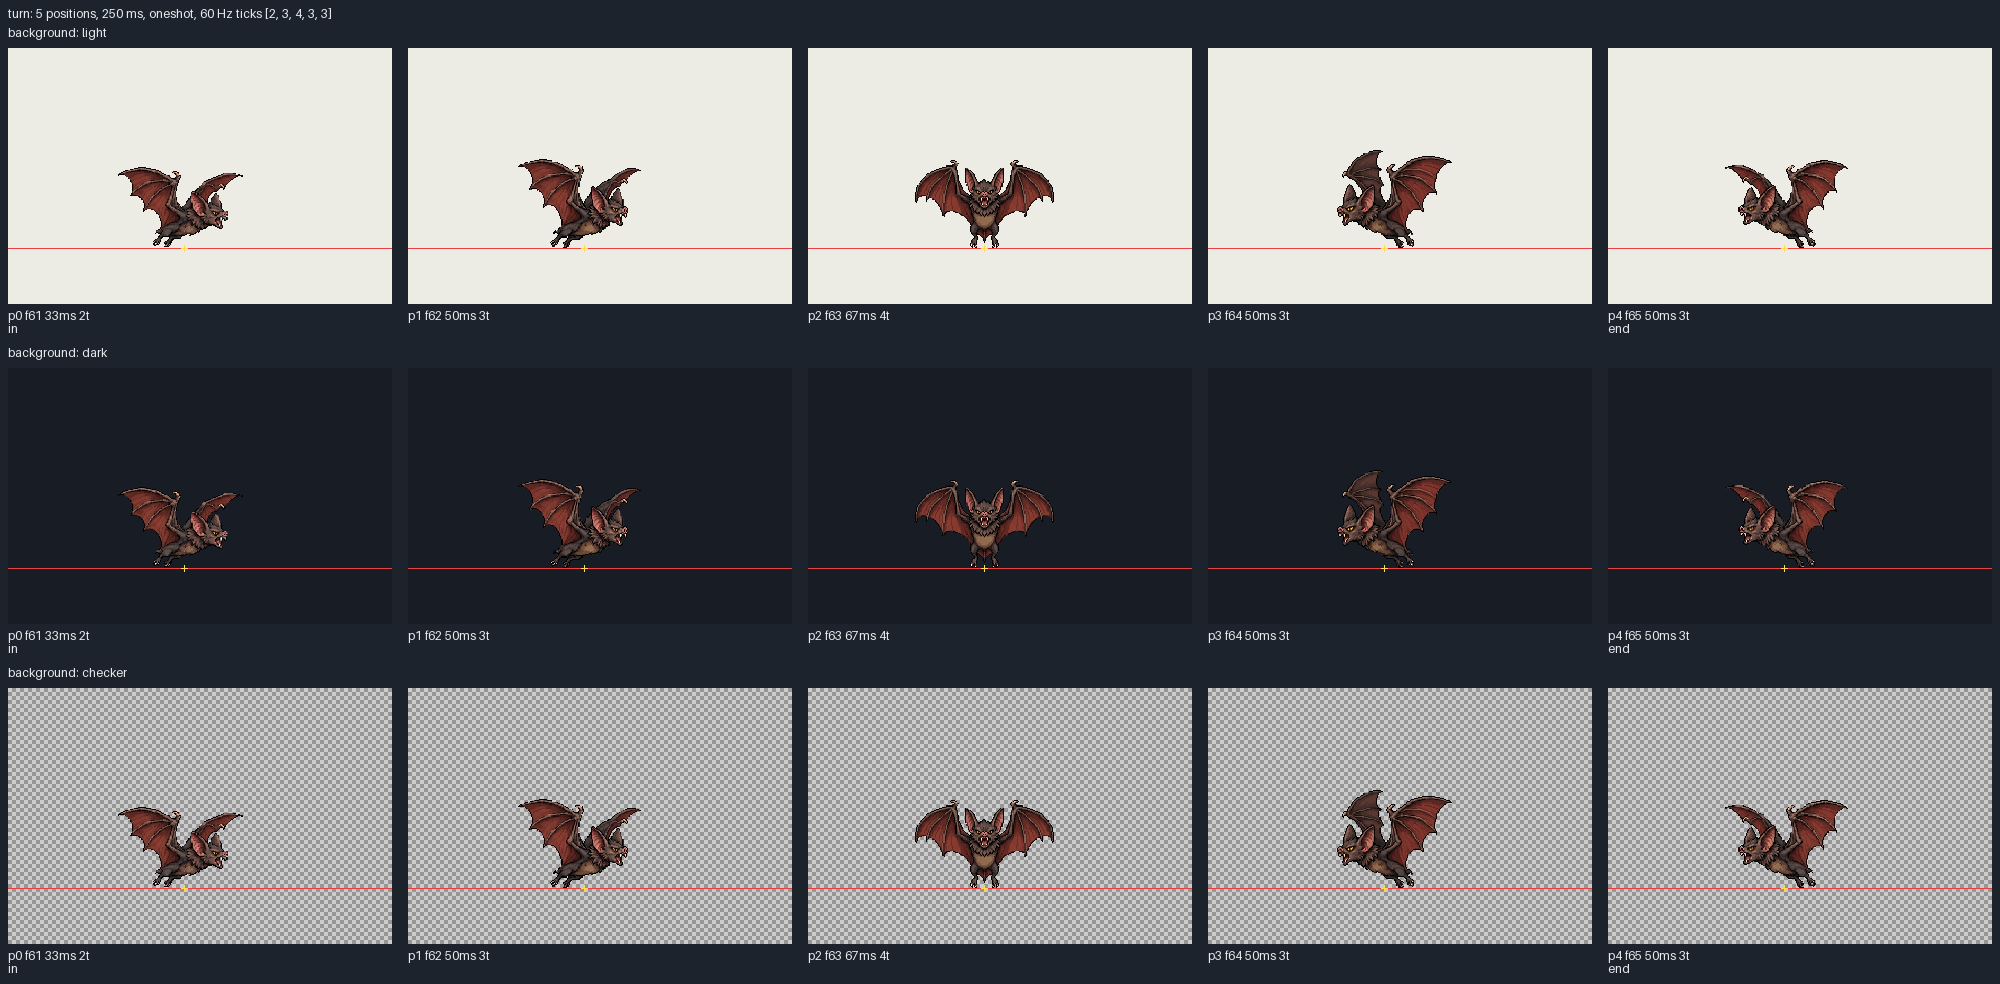 turn: 5 positions, 250 ms, oneshot, 60 Hz ticks [2, 3, 4, 3, 3]
background: light
p0 f61 33ms 2t
in
p1 f62 50ms 3t
p2 f63 67ms 4t
p3 f64 50ms 3t
p4 f65 50ms 3t
end
background: dark
p0 f61 33ms 2t
in
p1 f62 50ms 3t
p2 f63 67ms 4t
p3 f64 50ms 3t
p4 f65 50ms 3t
end
background: checker
p0 f61 33ms 2t
in
p1 f62 50ms 3t
p2 f63 67ms 4t
p3 f64 50ms 3t
p4 f65 50ms 3t
end